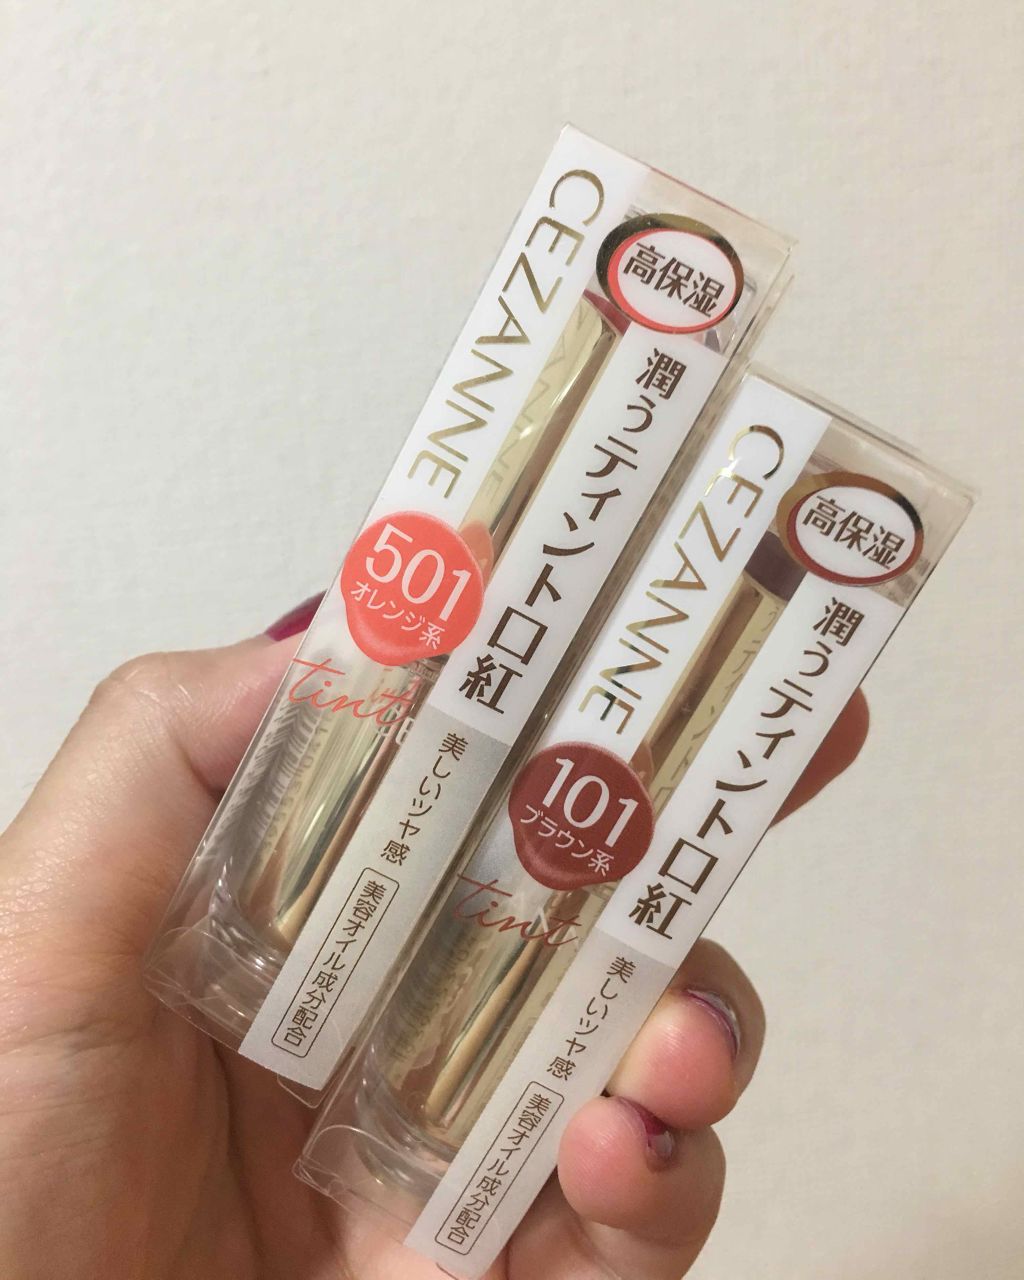 CEZANNE
高保湿
潤うティント口紅
501
オレンジ系
tint
美しいツヤ感
美容オイル成分配合
CEZANNE
高保湿
潤うティント口紅
101
ブラウン系
tint
美しいツヤ感
美容オイル成分配合